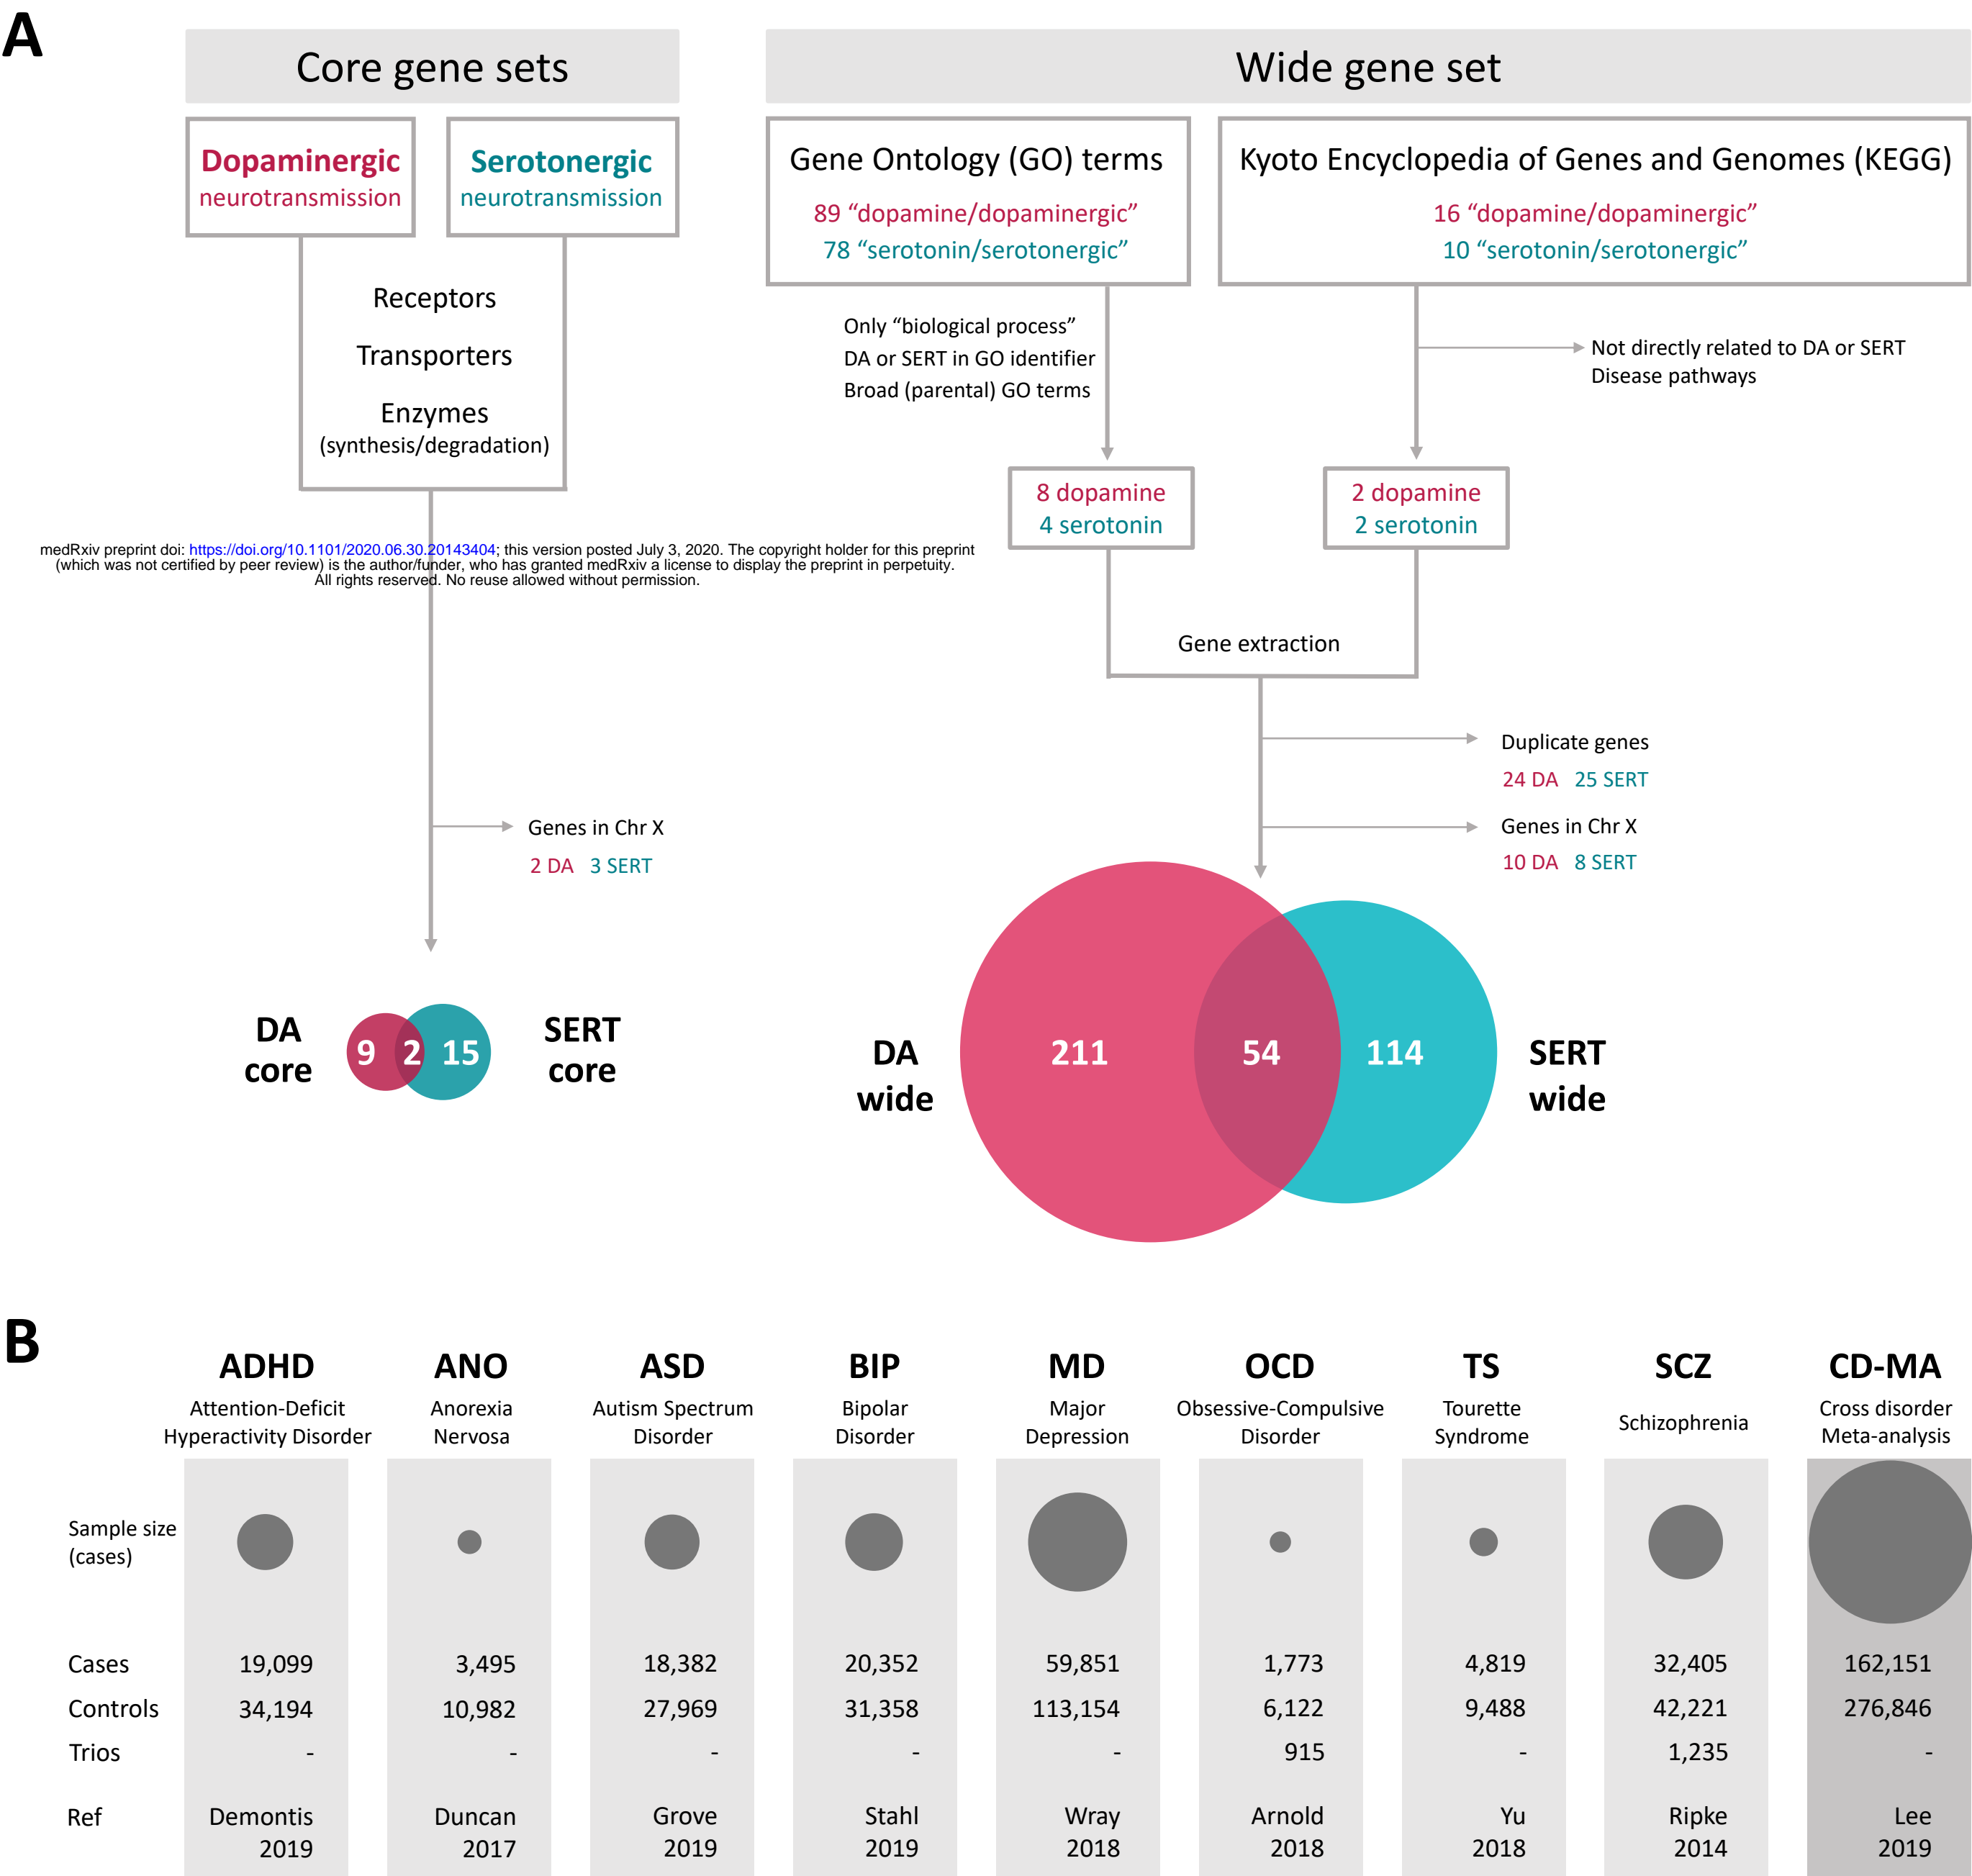 A
Core gene sets
Wide gene set
Dopaminergic
neurotransmission
Serotonergic
neurotransmission
Gene Ontology (GO) terms
89 “dopamine/dopaminergic”
78 “serotonin/serotonergic”
Kyoto Encyclopedia of Genes and Genomes (KEGG)
16 “dopamine/dopaminergic”
10 “serotonin/serotonergic”
Receptors
Transporters
Enzymes
(synthesis/degradation)
Only “biological process”
DA or SERT in GO identifier
Broad (parental) GO terms
Not directly related to DA or SERT
Disease pathways
8 dopamine
4 serotonin
2 dopamine
2 serotonin
medRxiv preprint doi: https://doi.org/10.1101/2020.06.30.20143404; this version posted July 3, 2020. The copyright holder for this preprint
(which was not certified by peer review) is the author/funder, who has granted medRxiv a license to display the preprint in perpetuity.
All rights reserved. No reuse allowed without permission.
Gene extraction
Duplicate genes
24 DA 25 SERT
Genes in Chr X
10 DA 8 SERT
Genes in Chr X
2 DA 3 SERT
DA
core
9 2 15
SERT
core
DA
wide
211 54 114
SERT
wide
B
ADHD ANO ASD BIP MD OCD TS SCZ CD-MA
Attention-Deficit
Hyperactivity Disorder
Anorexia
Nervosa
Autism Spectrum
Disorder
Bipolar
Disorder
Major
Depression
Obsessive-Compulsive
Disorder
Tourette
Syndrome
Schizophrenia
Cross disorder
Meta-analysis
Sample size
(cases)
Cases 19,099 3,495 18,382 20,352 59,851 1,773 4,819 32,405 162,151
Controls 34,194 10,982 27,969 31,358 113,154 6,122 9,488 42,221 276,846
Trios - - - - - 915 - 1,235 -
Ref Demontis Duncan Grove Stahl Wray Arnold Yu Ripke Lee
2019 2017 2019 2019 2018 2018 2018 2014 2019